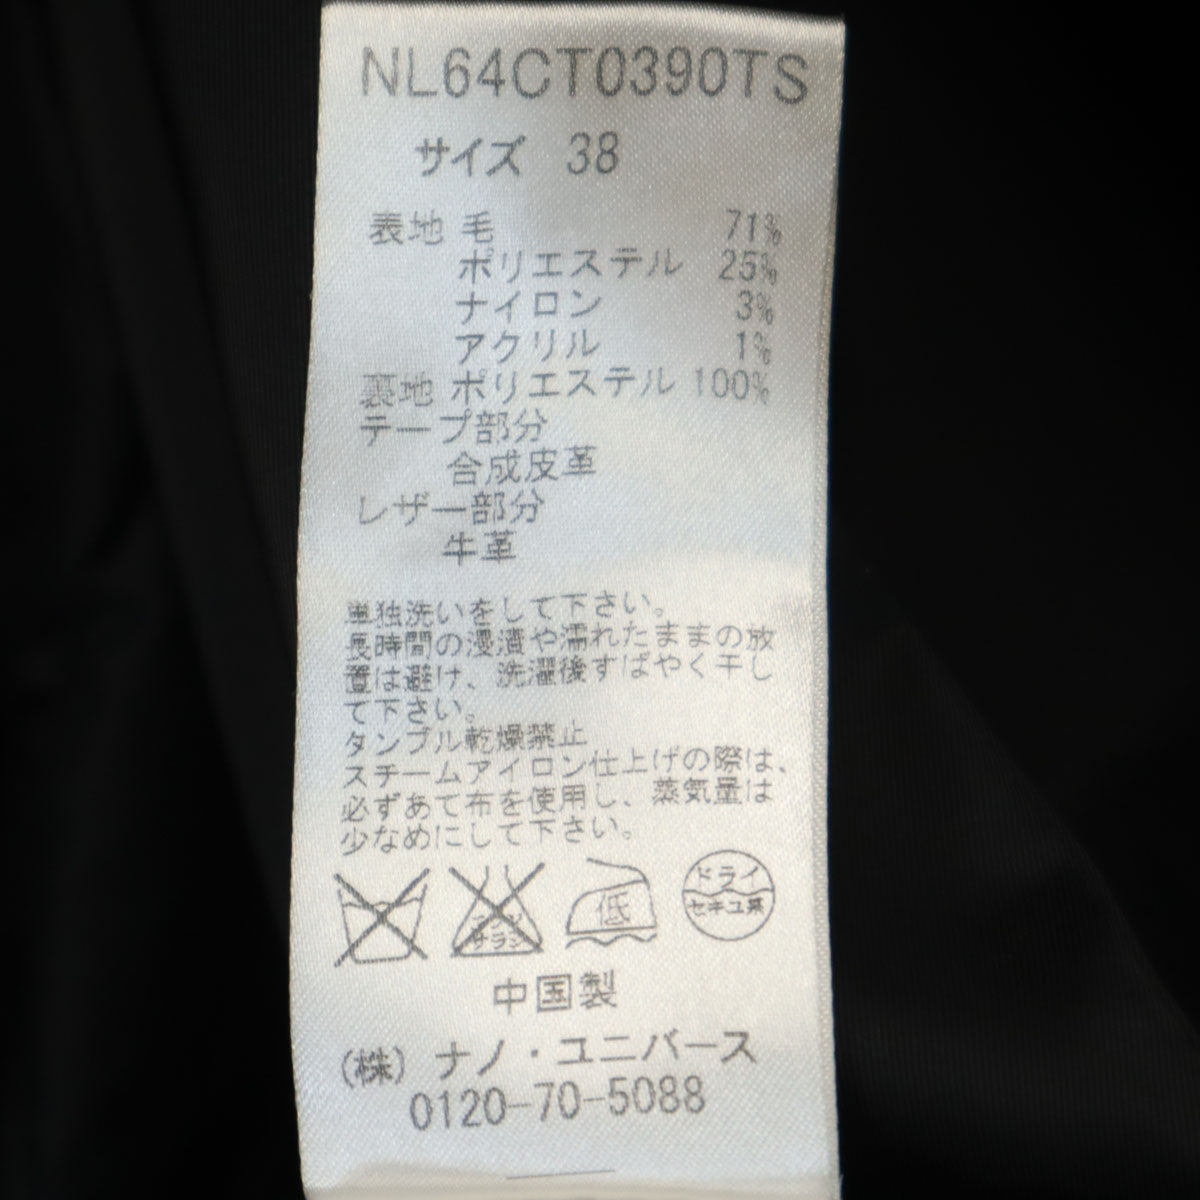 NL64CT0390TS
サイズ 38
表地 毛 71%
ポリエステル 25%
ナイロン 3%
アクリル 1%
裏地 ポリエステル 100%
テープ部分
合成皮革
レザー部分
牛革
単独洗いをして下さい。
長時間の浸漬や濡れたままの放
置は避け、洗濯後すばやく干し
て下さい。
タンブル乾燥禁止
スチームアイロン仕上げの際は、
必ずあて布を使用し、蒸気量は
少なめにして下さい。
エンソ サラシ 低 ドライ セキユ系
中国製
(株) ナノ・ユニバース
0120-70-5088